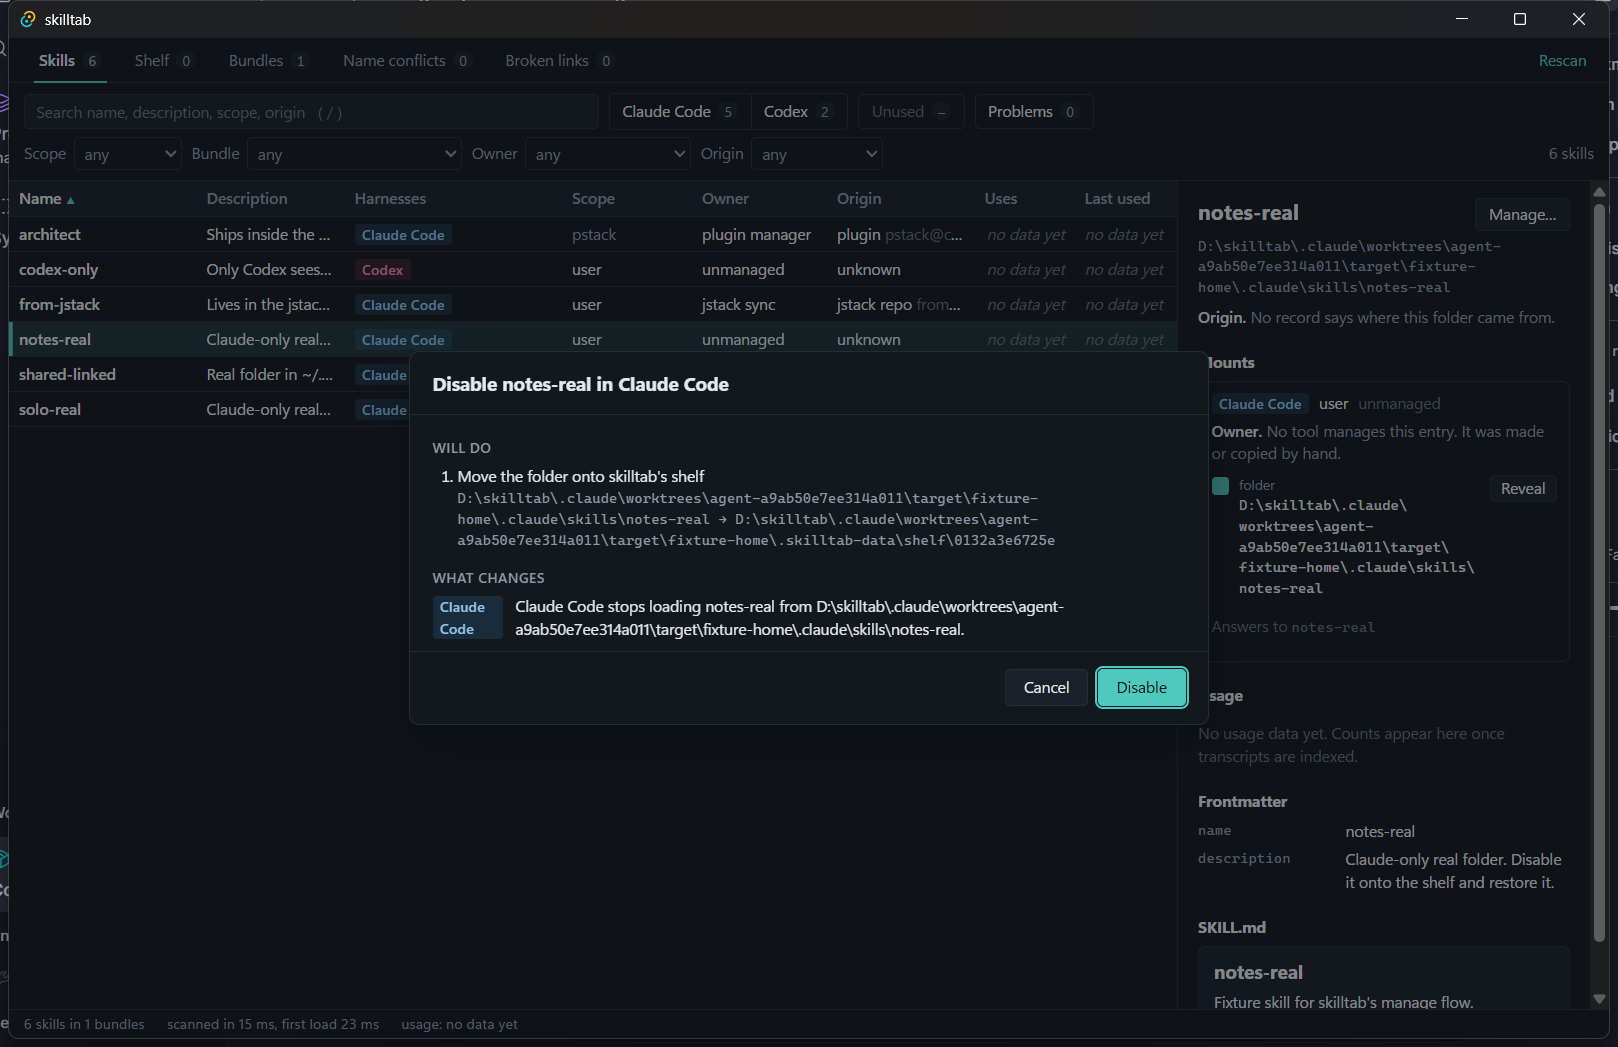 skilltab
Skills 6 Shelf 0 Bundles 1 Name conflicts 0 Broken links 0 Rescan
Search name, description, scope, origin ( / )
Claude Code 5 Codex 2 Unused – Problems 0
Scope any Bundle any Owner any Origin any 6 skills
Name ▲ Description Harnesses Scope Owner Origin Uses Last used
architect Ships inside the ... Claude Code pstack plugin manager plugin pstack@c... no data yet no data yet
codex-only Only Codex sees... Codex user unmanaged unknown no data yet no data yet
from-jstack Lives in the jstac... Claude Code user jstack sync jstack repo from... no data yet no data yet
notes-real Claude-only real... Claude Code user unmanaged unknown no data yet no data yet
shared-linked Real folder in ~/.... Claude
solo-real Claude-only real... Claude
Disable notes-real in Claude Code
WILL DO
1. Move the folder onto skilltab's shelf
D:\skilltab\.claude\worktrees\agent-a9ab50e7ee314a011\target\fixture-
home\.claude\skills\notes-real → D:\skilltab\.claude\worktrees\agent-
a9ab50e7ee314a011\target\fixture-home\.skilltab-data\shelf\0132a3e6725e
WHAT CHANGES
Claude
Code
Claude Code stops loading notes-real from D:\skilltab\.claude\worktrees\agent-
a9ab50e7ee314a011\target\fixture-home\.claude\skills\notes-real.
Cancel Disable
notes-real Manage...
D:\skilltab\.claude\worktrees\agent-
a9ab50e7ee314a011\target\fixture-
home\.claude\skills\notes-real
Origin. No record says where this folder came from.
ounts
Claude Code user unmanaged
Owner. No tool manages this entry. It was made
or copied by hand.
folder Reveal
D:\skilltab\.claude\
worktrees\agent-
a9ab50e7ee314a011\target\
fixture-home\.claude\skills\
notes-real
Answers to notes-real
sage
No usage data yet. Counts appear here once
transcripts are indexed.
Frontmatter
name notes-real
description Claude-only real folder. Disable
it onto the shelf and restore it.
SKILL.md
notes-real
Fixture skill for skilltab's manage flow.
6 skills in 1 bundles scanned in 15 ms, first load 23 ms usage: no data yet